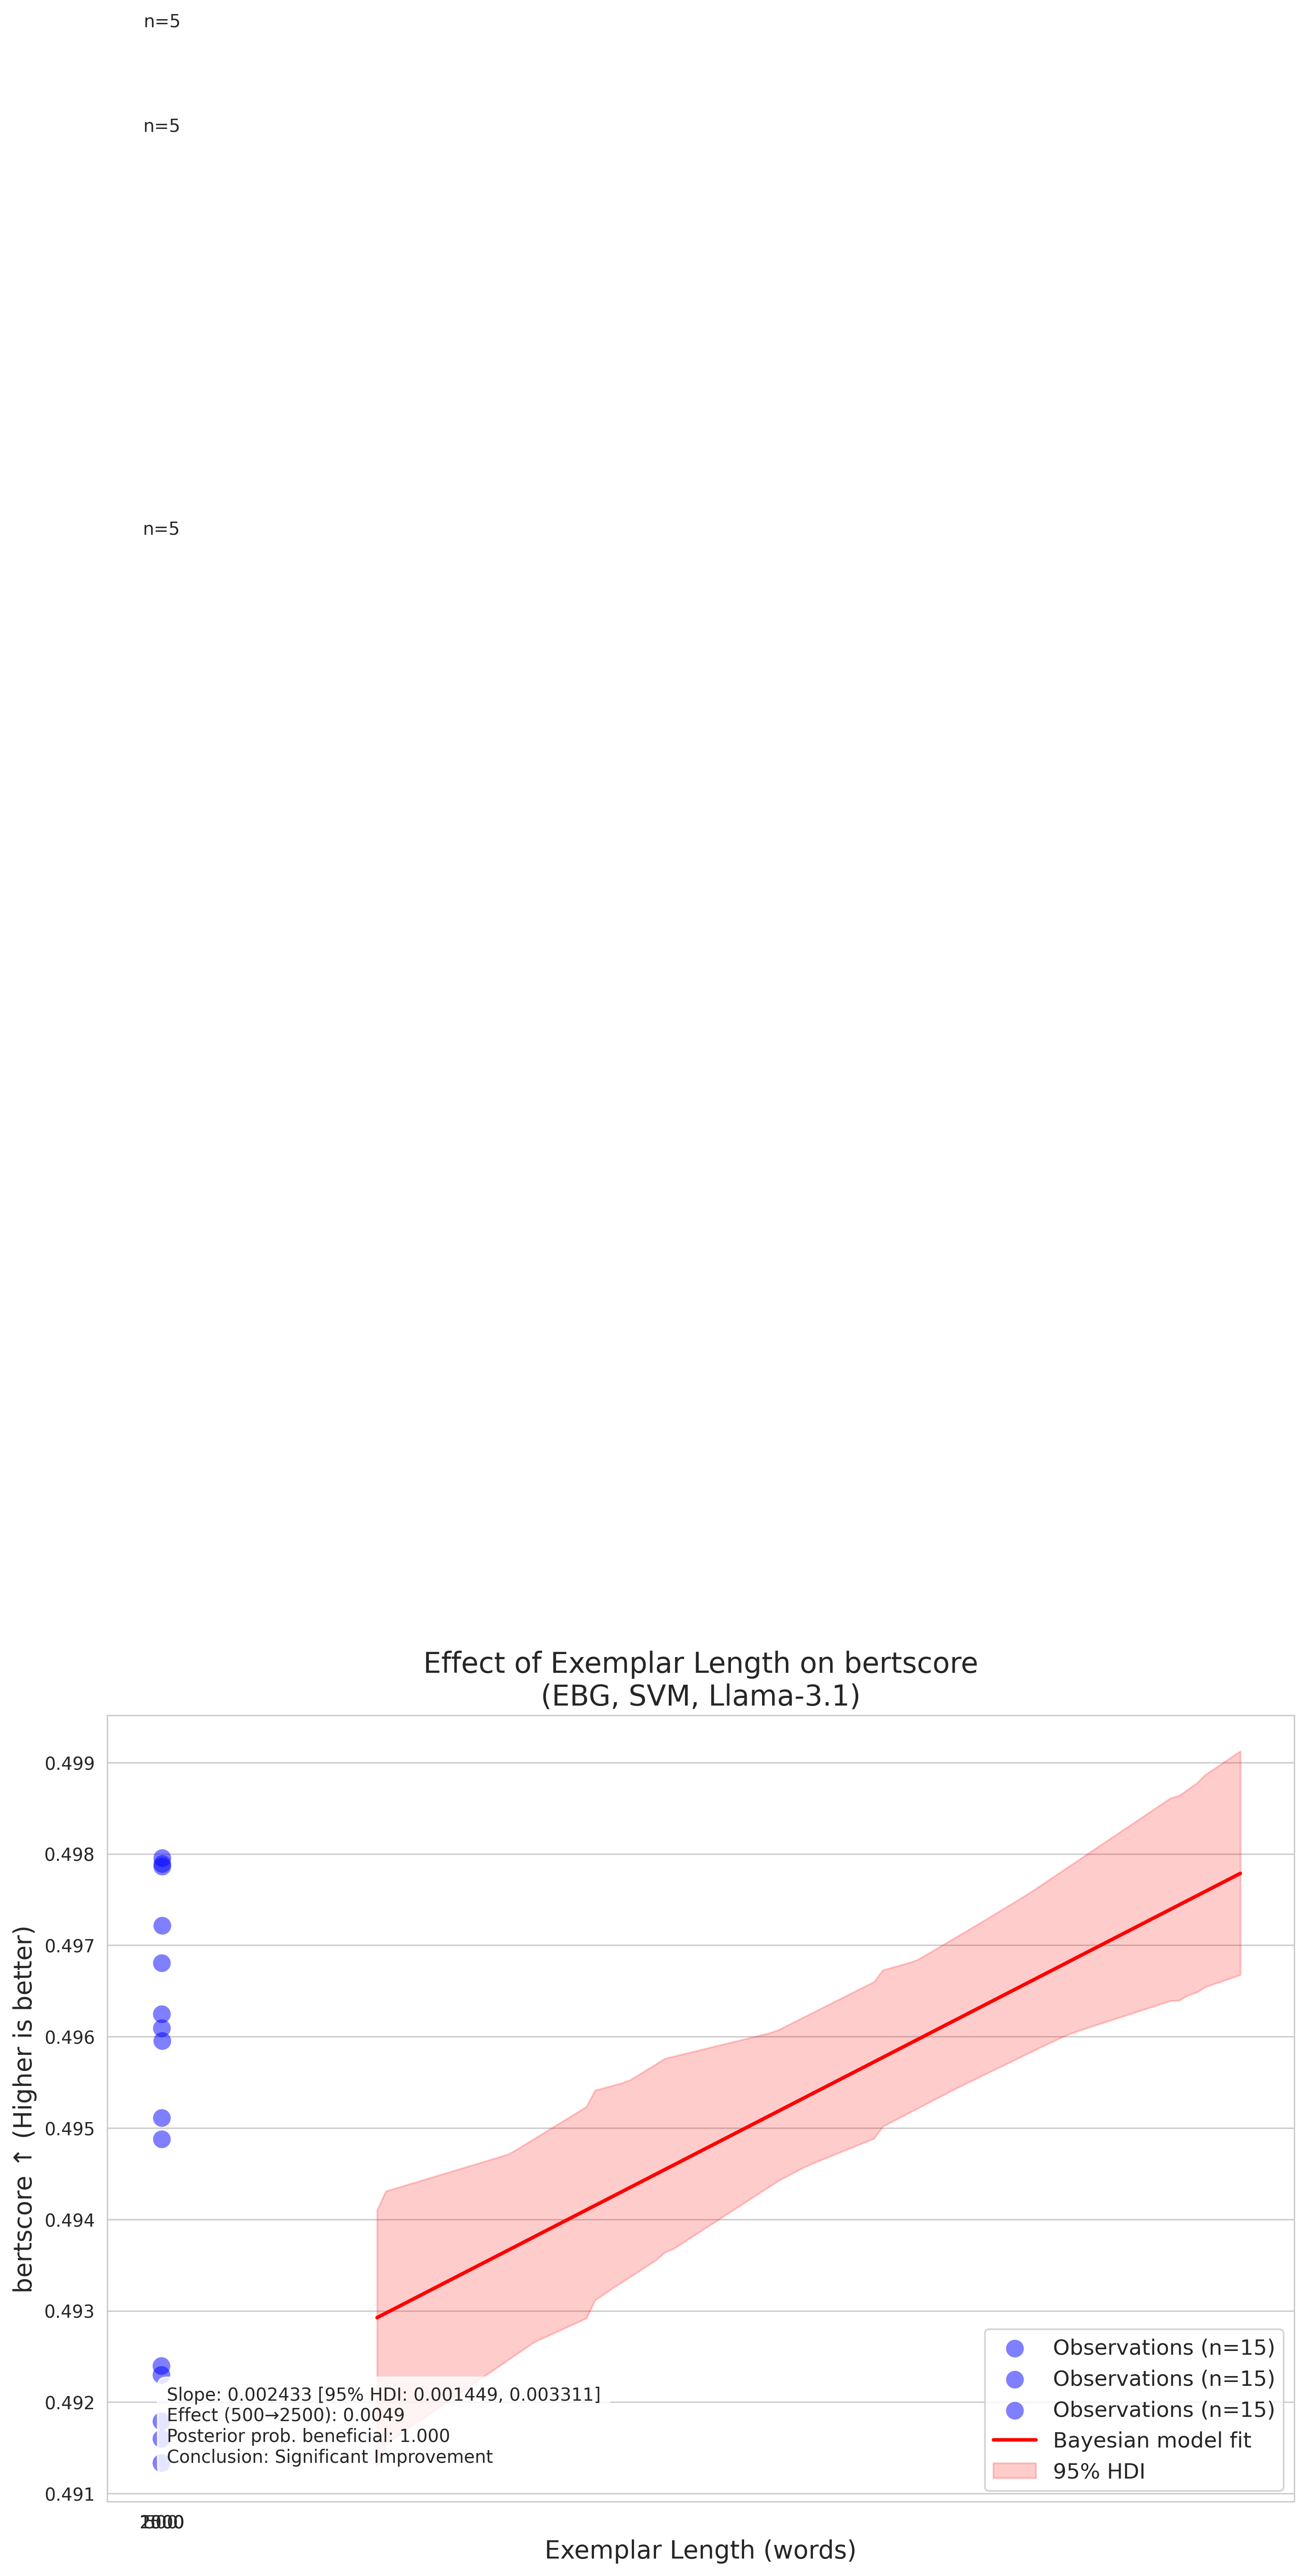 n=5
n=5
n=5
Effect of Exemplar Length on bertscore
(EBG, SVM, Llama-3.1)
bertscore ↑ (Higher is better)
0.499
0.498
0.497
0.496
0.495
0.494
0.493
0.492
0.491
Slope: 0.002433 [95% HDI: 0.001449, 0.003311]
Effect (500→2500): 0.0049
Posterior prob. beneficial: 1.000
Conclusion: Significant Improvement
Observations (n=15)
Observations (n=15)
Observations (n=15)
Bayesian model fit
95% HDI
Exemplar Length (words)